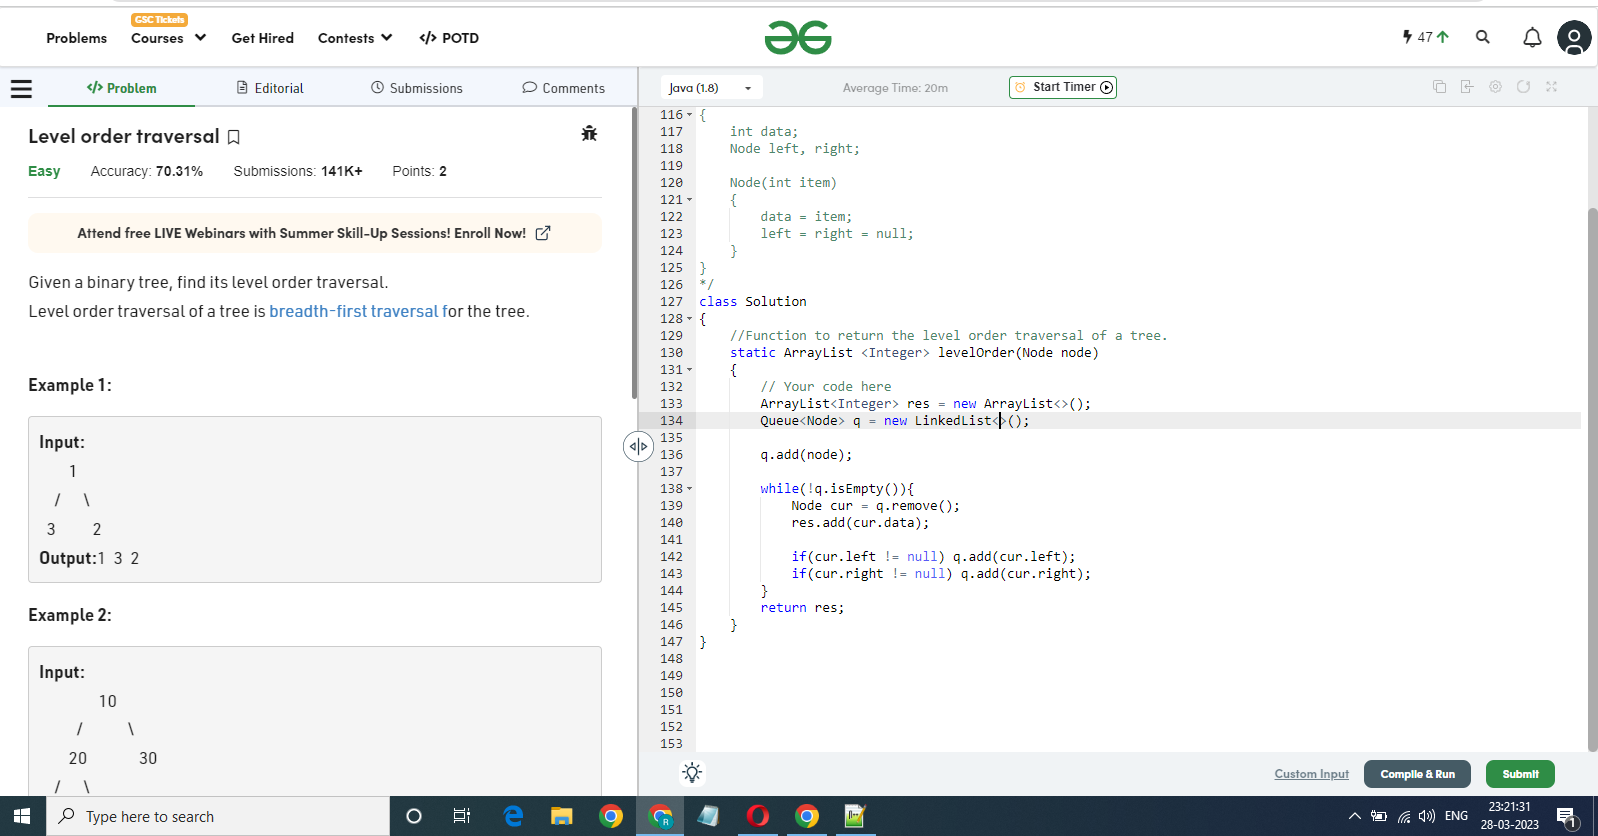 GSC Tickets
Problems Courses Get Hired Contests </> POTD
47
</> Problem Editorial Submissions Comments
Java (1.8) Average Time: 20m Start Timer
Level order traversal
Easy Accuracy: 70.31% Submissions: 141K+ Points: 2
Attend free LIVE Webinars with Summer Skill-Up Sessions! Enroll Now!
Given a binary tree, find its level order traversal.
Level order traversal of a tree is breadth-first traversal for the tree.
Example 1:
Input:
1
/ \
3 2
Output:1 3 2
Example 2:
Input:
10
/ \
20 30
/ \
116 {
117 int data;
118 Node left, right;
119
120 Node(int item)
121 {
122 data = item;
123 left = right = null;
124 }
125 }
126 */
127 class Solution
128 {
129 //Function to return the level order traversal of a tree.
130 static ArrayList <Integer> levelOrder(Node node)
131 {
132 // Your code here
133 ArrayList<Integer> res = new ArrayList<>();
134 Queue<Node> q = new LinkedList<>();
135
136 q.add(node);
137
138 while(!q.isEmpty()){
139 Node cur = q.remove();
140 res.add(cur.data);
141
142 if(cur.left != null) q.add(cur.left);
143 if(cur.right != null) q.add(cur.right);
144 }
145 return res;
146 }
147 }
148
149
150
151
152
153
Custom Input Compile & Run Submit
Type here to search
R
ENG
23:21:31
28-03-2023
1